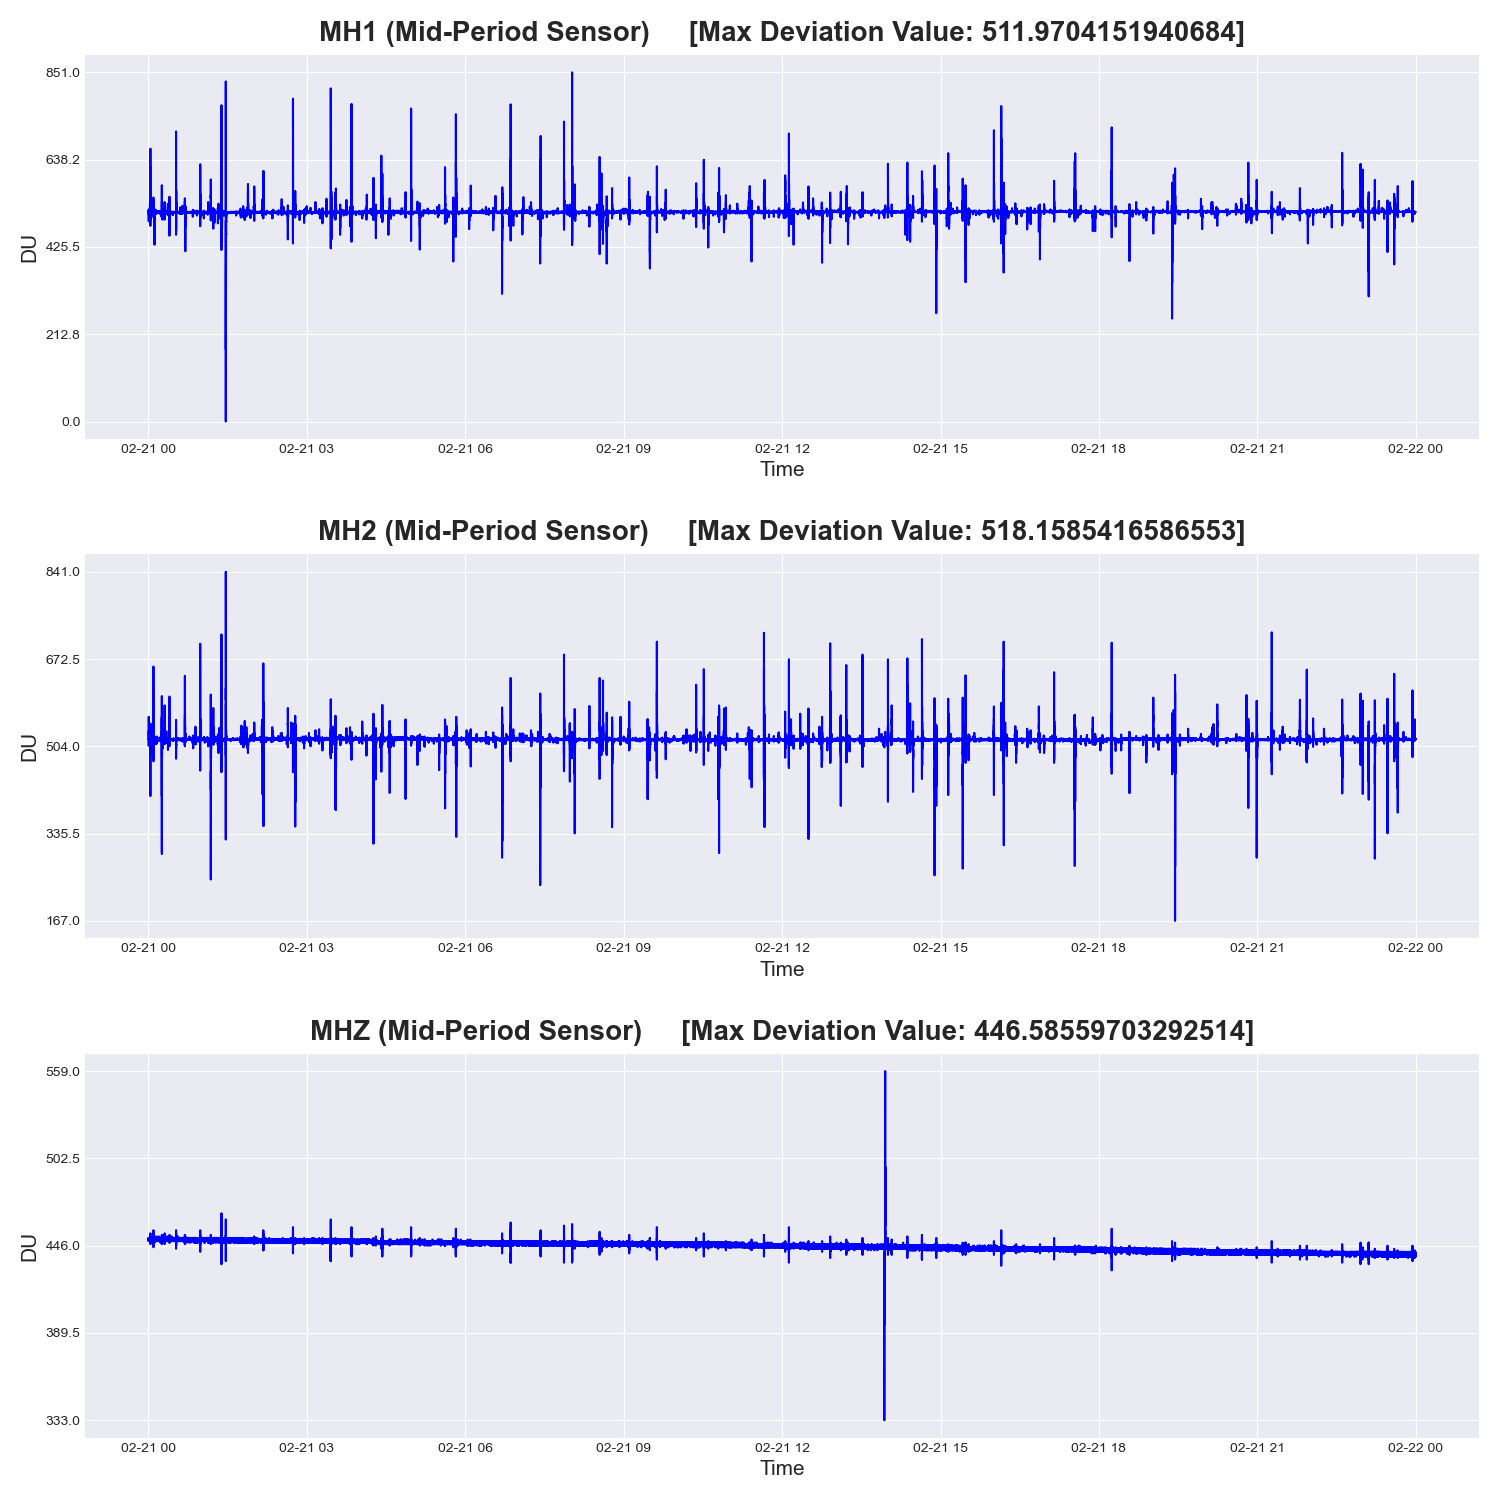 MH1 (Mid-Period Sensor) [Max Deviation Value: 511.9704151940684]
851.0
638.2
425.5
212.8
0.0
DU
02-21 00 02-21 03 02-21 06 02-21 09 02-21 12 02-21 15 02-21 18 02-21 21 02-22 00
Time
MH2 (Mid-Period Sensor) [Max Deviation Value: 518.1585416586553]
841.0
672.5
504.0
335.5
167.0
DU
02-21 00 02-21 03 02-21 06 02-21 09 02-21 12 02-21 15 02-21 18 02-21 21 02-22 00
Time
MHZ (Mid-Period Sensor) [Max Deviation Value: 446.58559703292514]
559.0
502.5
446.0
389.5
333.0
DU
02-21 00 02-21 03 02-21 06 02-21 09 02-21 12 02-21 15 02-21 18 02-21 21 02-22 00
Time